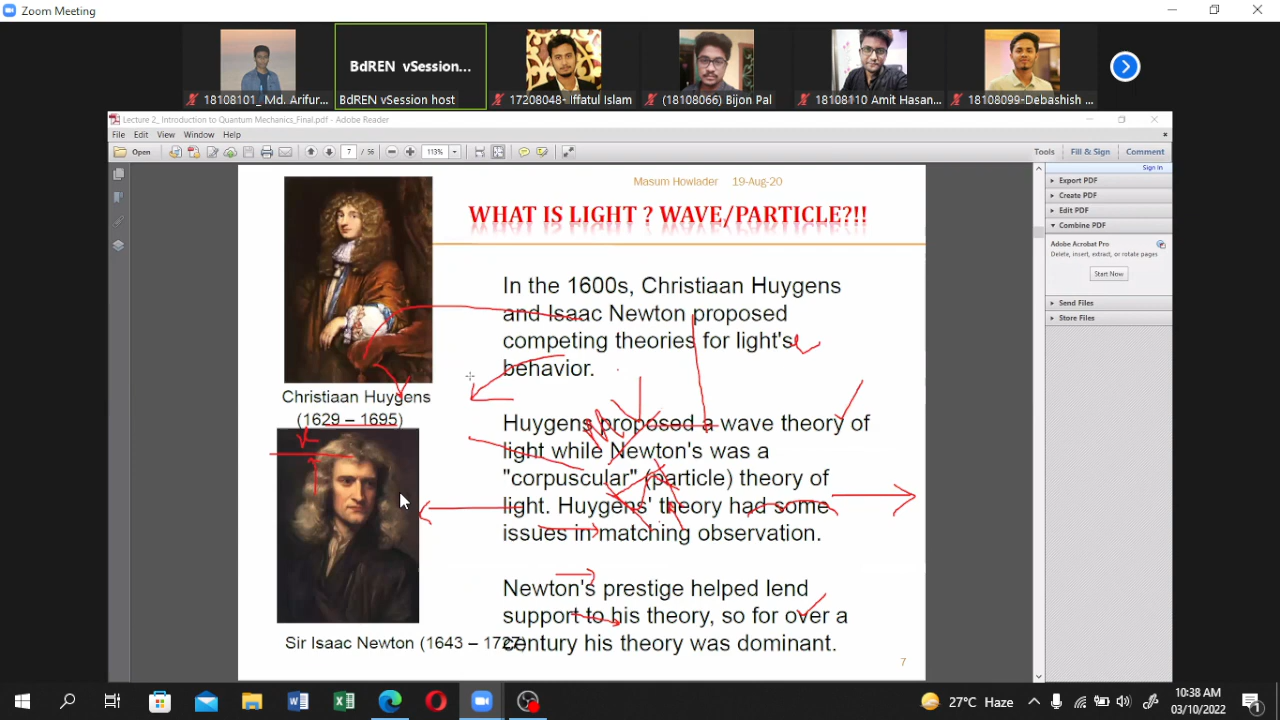 Zoom Meeting
BdREN vSession...
18108101_ Md. Arifur...
BdREN vSession host
17208048- Iffatul Islam
(18108066) Bijon Pal
18108110 Amit Hasan...
18108099-Debashish ...
Lecture 2_ Introduction to Quantum Mechanics_Final.pdf - Adobe Reader
File Edit View Window Help
Open 7 / 56 113% Tools Fill & Sign Comment
Sign In
Export PDF
Create PDF
Edit PDF
Combine PDF
Adobe Acrobat Pro
Delete, insert, extract, or rotate pages
Start Now
Send Files
Store Files
Masum Howlader 19-Aug-20
WHAT IS LIGHT ? WAVE/PARTICLE?!!
In the 1600s, Christiaan Huygens
and Isaac Newton proposed
competing theories for light's
behavior.
Christiaan Huygens
(1629 – 1695)
Huygens proposed a wave theory of
light while Newton's was a
"corpuscular" (particle) theory of
light. Huygens' theory had some
issues in matching observation.
Newton's prestige helped lend
support to his theory, so for over a
century his theory was dominant.
Sir Isaac Newton (1643 – 1727)
7
27°C Haze
10:38 AM
03/10/2022
1